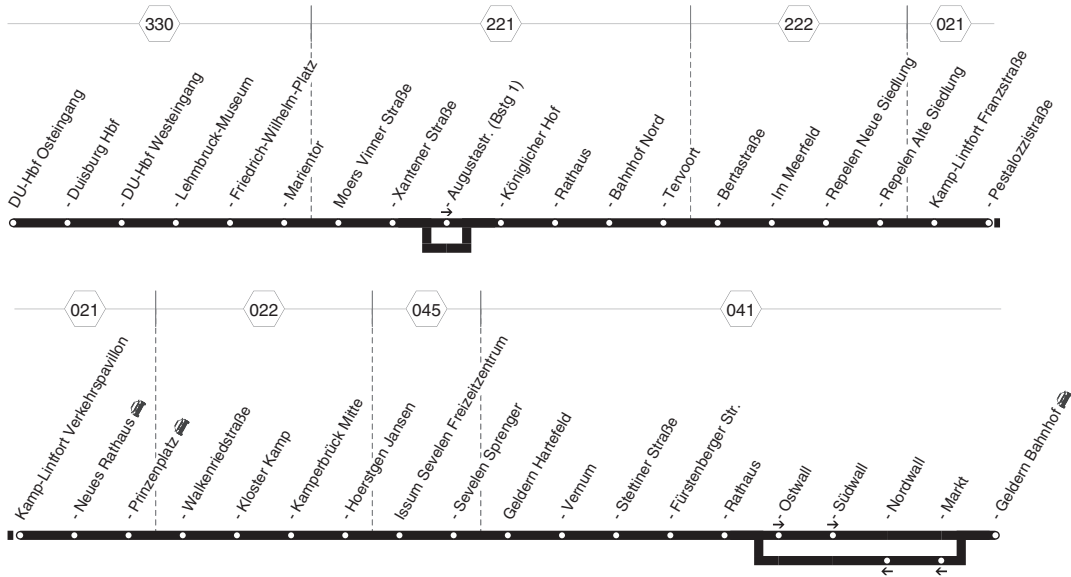 330
221
222
021
DU-Hbf Osteingang
- Duisburg Hbf
- DU-Hbf Westeingang
- Lehmbruck-Museum
- Friedrich-Wilhelm-Platz
- Marientor
Moers Vinner Straße
- Xantener Straße
- Augustastr. (Bstg 1)
- Königlicher Hof
- Rathaus
- Bahnhof Nord
- Tervoort
- Bertastraße
- Im Meerfeld
- Repelen Neue Siedlung
- Repelen Alte Siedlung
Kamp-Lintfort Franzstraße
- Pestalozzistraße
021
022
045
041
Kamp-Lintfort Verkehrspavillon
- Neues Rathaus
- Prinzenplatz
- Walkenriedstraße
- Kloster Kamp
- Kamperbrück Mitte
- Hoerstgen Jansen
Issum Sevelen Freizeitzentrum
- Sevelen Sprenger
Geldern Hartefeld
- Vernum
- Stettiner Straße
- Fürstenberger Str.
- Rathaus
- Ostwall
- Südwall
- Nordwall
- Markt
- Geldern Bahnhof